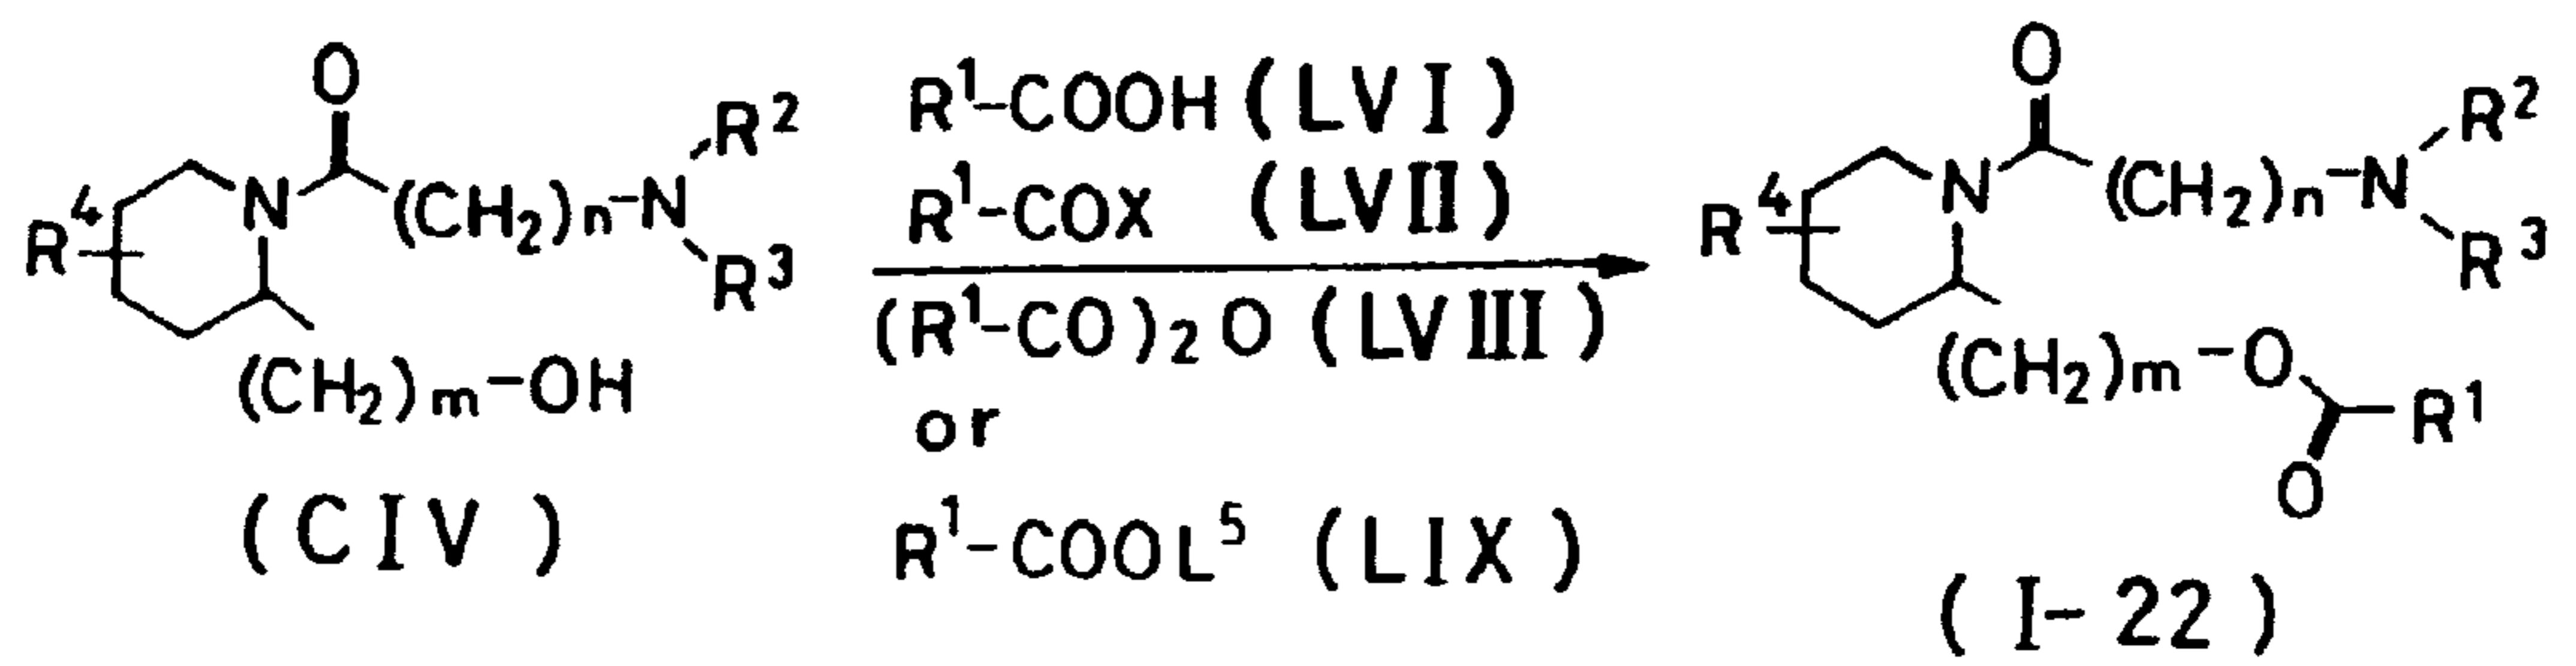 O
R⁴
N
(CH₂)ₙ-N
R²
R³
(CH₂)ₘ-OH
(CIV)
R¹-COOH (LVI)
R¹-COX (LVII)
(R¹-CO)₂O (LVIII)
or
R¹-COOL⁵ (LIX)
O
R⁴
N
(CH₂)ₙ-N
R²
R³
(CH₂)ₘ-O
R¹
O
(I-22)